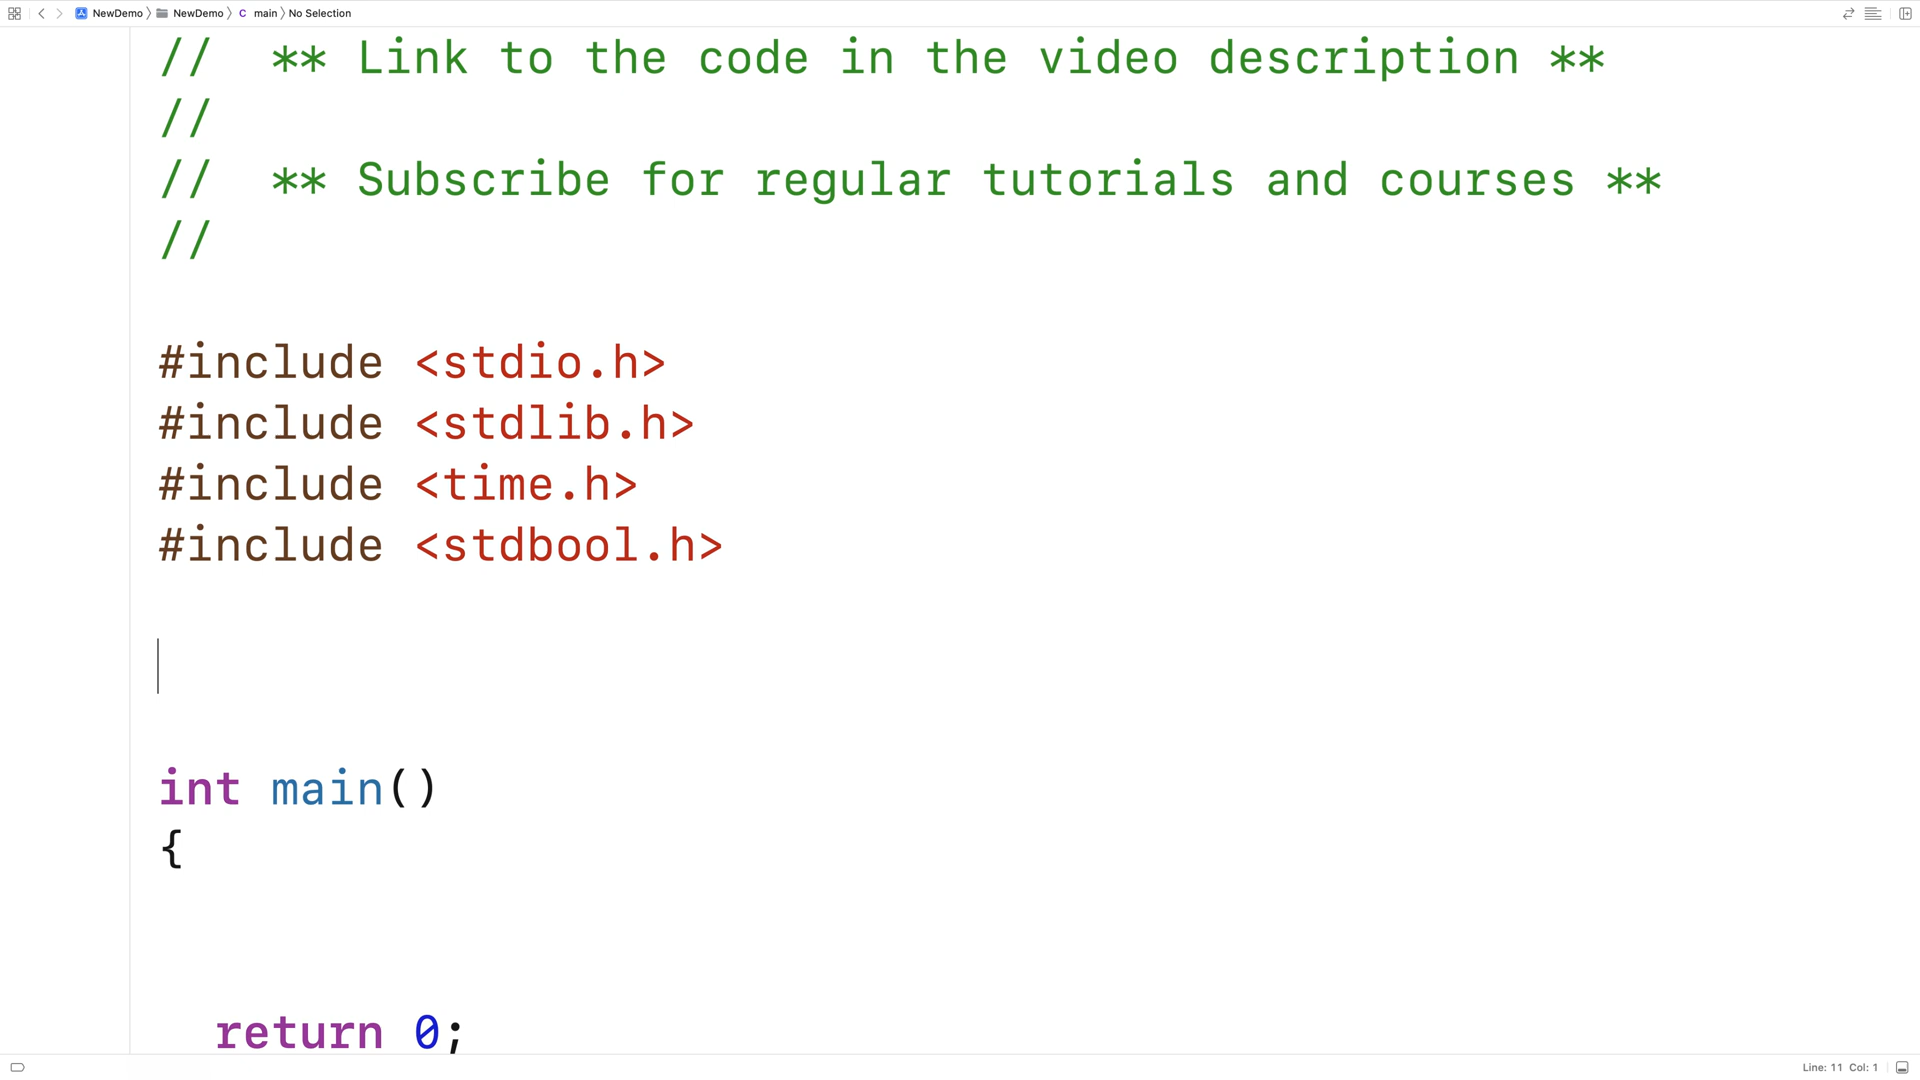 NewDemo NewDemo C main No Selection
// ** Link to the code in the video description **
//
// ** Subscribe for regular tutorials and courses **
//
#include <stdio.h>
#include <stdlib.h>
#include <time.h>
#include <stdbool.h>
int main()
{
return 0;
Line: 11 Col: 1